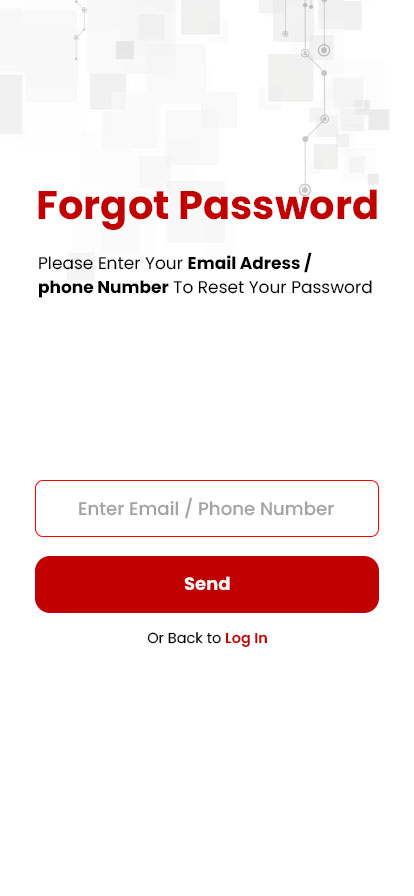 Forgot Password
Please Enter Your Email Adress /
phone Number To Reset Your Password
Enter Email / Phone Number
Send
Or Back to Log In